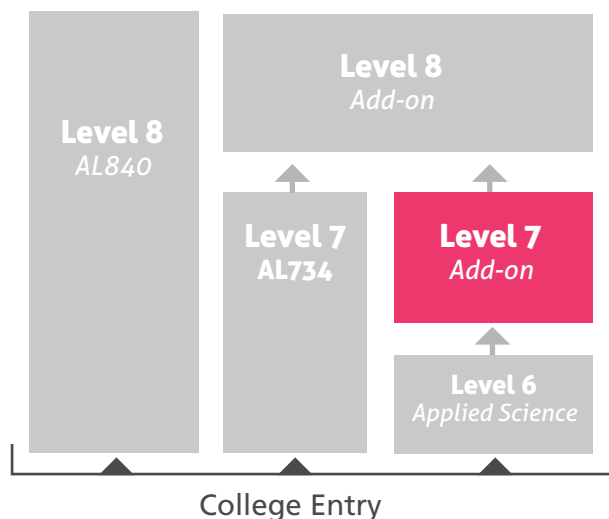 Level 8
AL840
Level 8
Add-on
Level 7
AL734
Level 7
Add-on
Level 6
Applied Science
College Entry